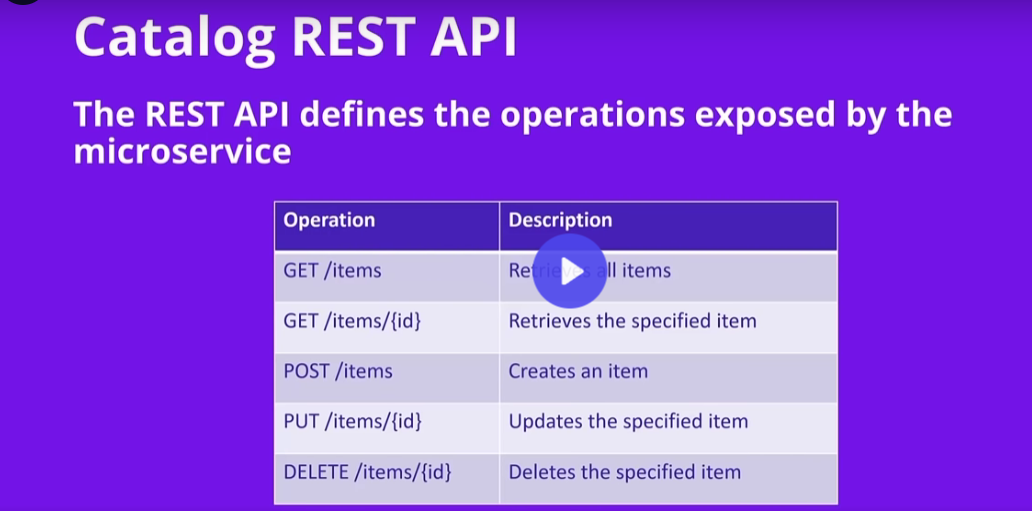 Catalog REST API
The REST API defines the operations exposed by the
microservice
Operation Description
GET /items Retrieves all items
GET /items/{id} Retrieves the specified item
POST /items Creates an item
PUT /items/{id} Updates the specified item
DELETE /items/{id} Deletes the specified item